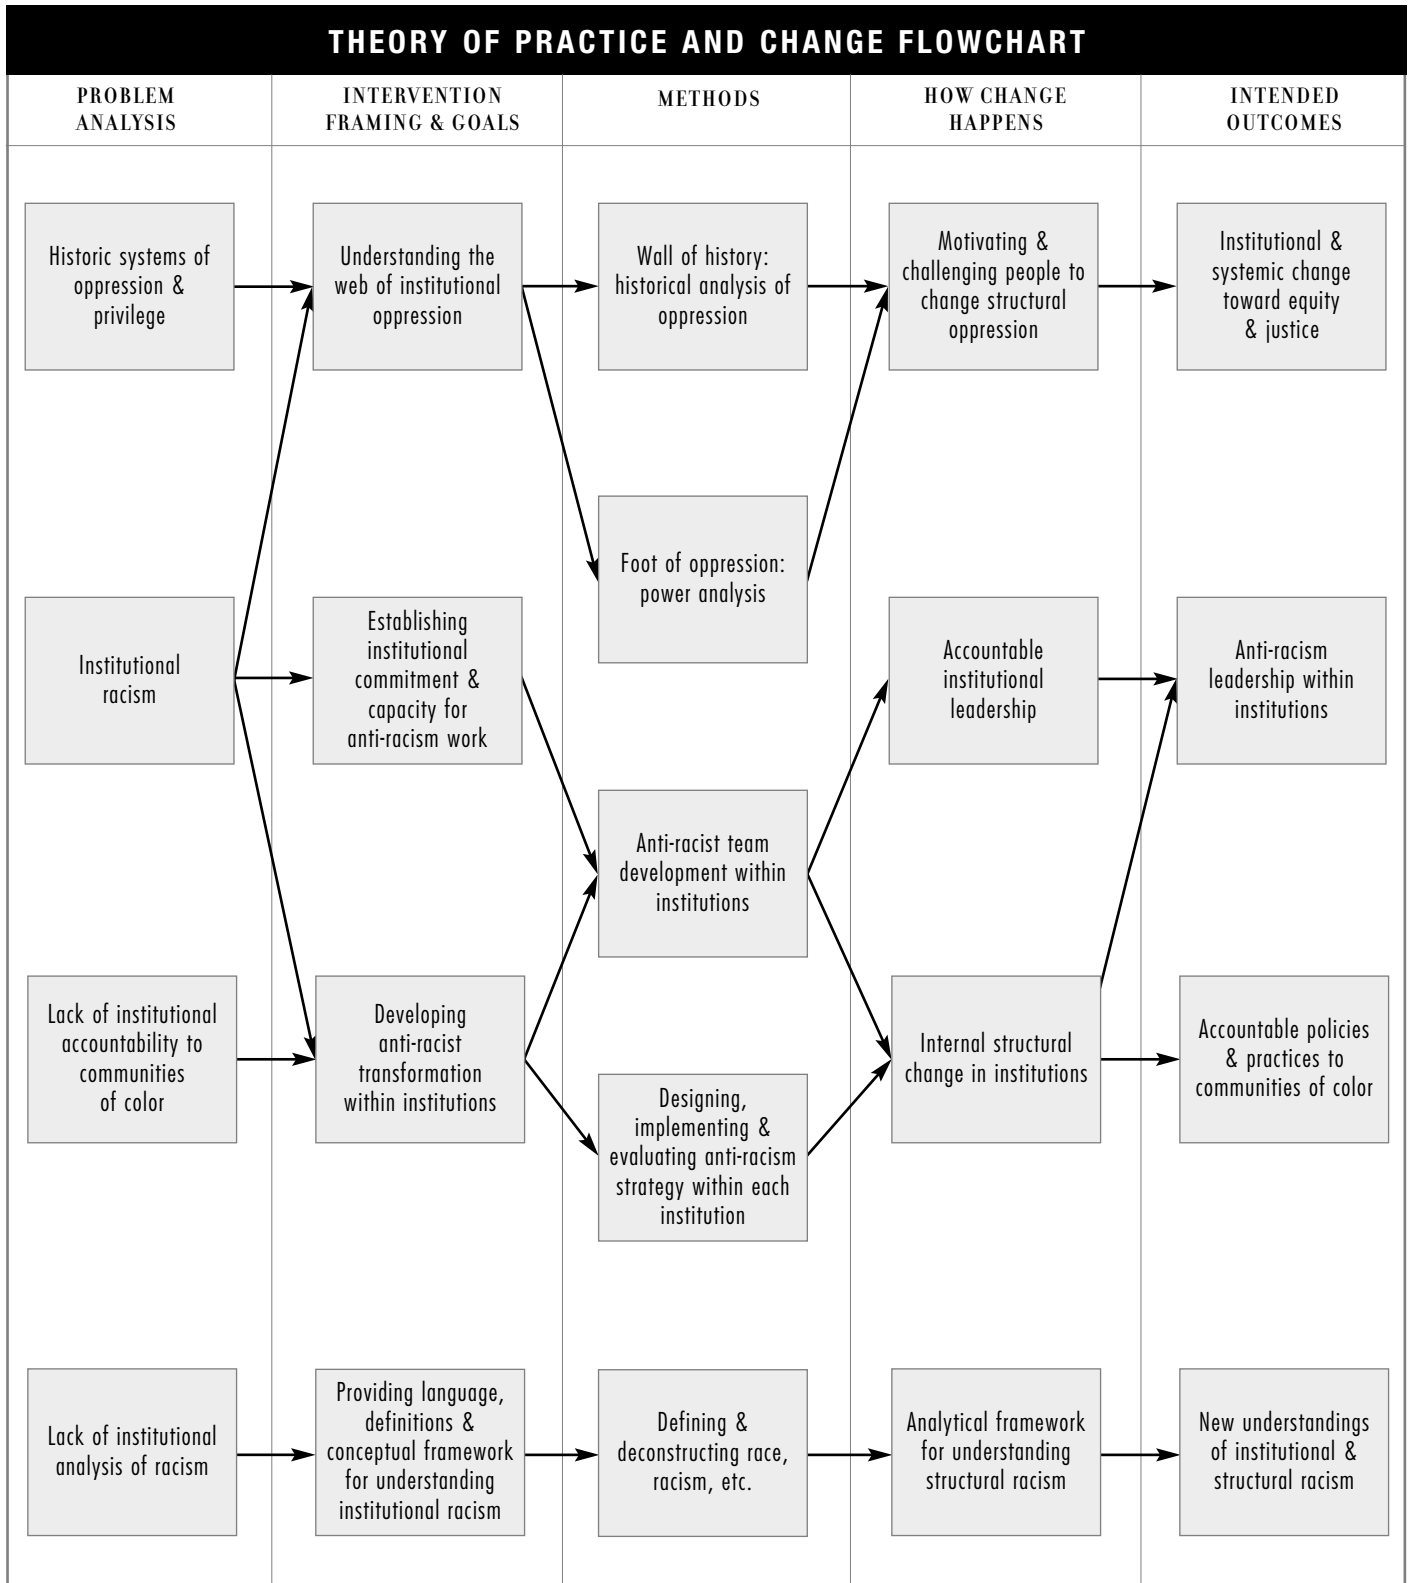 THEORY OF PRACTICE AND CHANGE FLOWCHART
PROBLEM
ANALYSIS
INTERVENTION
FRAMING & GOALS
METHODS
HOW CHANGE
HAPPENS
INTENDED
OUTCOMES
Historic systems of
oppression &
privilege
Understanding the
web of institutional
oppression
Wall of history:
historical analysis of
oppression
Motivating &
challenging people to
change structural
oppression
Institutional &
systemic change
toward equity
& justice
Foot of oppression:
power analysis
Institutional
racism
Establishing
institutional
commitment &
capacity for
anti-racism work
Accountable
institutional
leadership
Anti-racism
leadership within
institutions
Anti-racist team
development within
institutions
Lack of institutional
accountability to
communities
of color
Developing
anti-racist
transformation
within institutions
Internal structural
change in institutions
Accountable policies
& practices to
communities of color
Designing,
implementing &
evaluating anti-racism
strategy within each
institution
Lack of institutional
analysis of racism
Providing language,
definitions &
conceptual framework
for understanding
institutional racism
Defining &
deconstructing race,
racism, etc.
Analytical framework
for understanding
structural racism
New understandings
of institutional &
structural racism